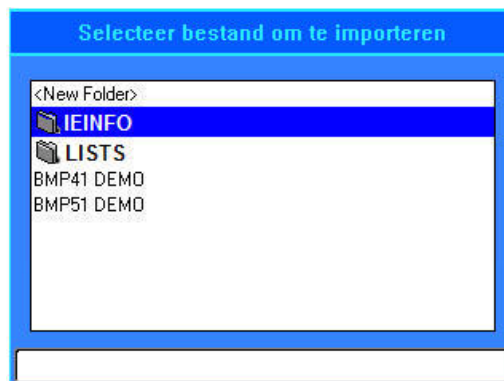 Selecteer bestand om te importeren
<New Folder>
IEINFO
LISTS
BMP41 DEMO
BMP51 DEMO